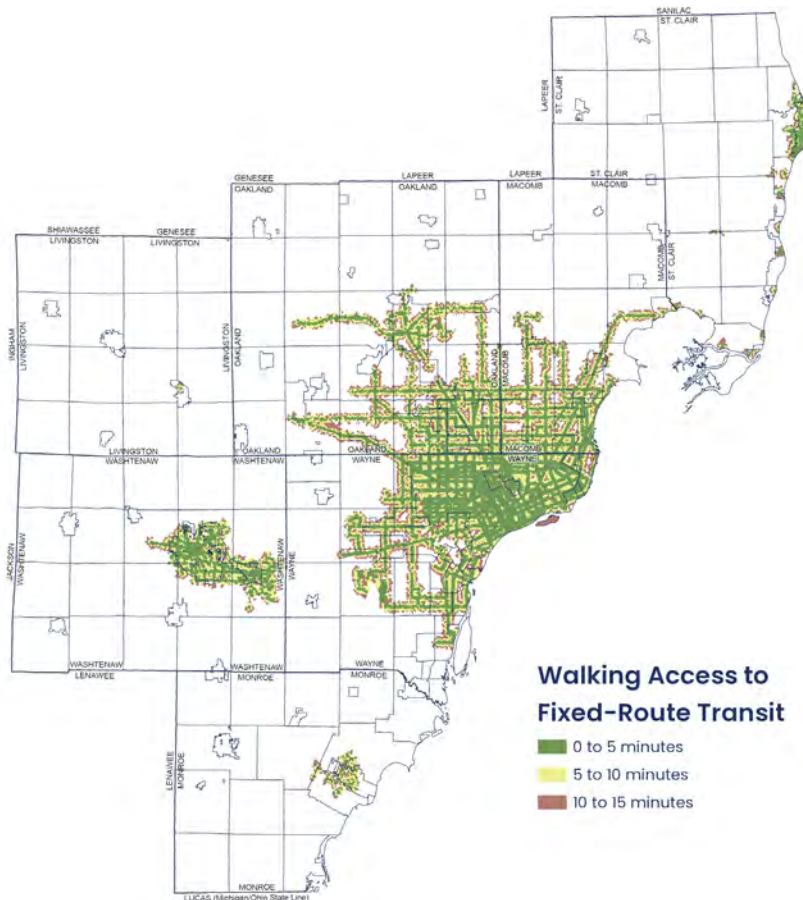 SANILAC
ST. CLAIR
LAPEER
ST. CLAIR
GENESEE
OAKLAND
LAPEER
OAKLAND
LAPEER
MACOMB
ST. CLAIR
MACOMB
SHIAWASSEE
LIVINGSTON
GENESEE
LIVINGSTON
MACOMB
ST. CLAIR
INGHAM
LIVINGSTON
LIVINGSTON
OAKLAND
OAKLAND
MACOMB
LIVINGSTON
WASHTENAW
OAKLAND
WASHTENAW
OAKLAND
WAYNE
MACOMB
WAYNE
JACKSON
WASHTENAW
WASHTENAW
WAYNE
WASHTENAW
LENAWEE
WASHTENAW
MONROE
WAYNE
MONROE
LENAWEE
MONROE
Walking Access to
Fixed-Route Transit
0 to 5 minutes
5 to 10 minutes
10 to 15 minutes
MONROE
LUCAS (Michigan/Ohio State Line)